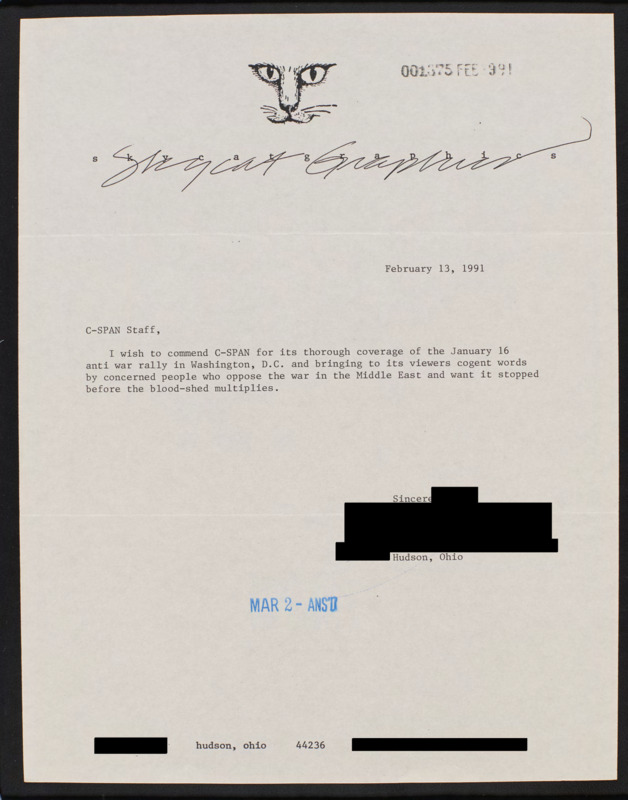 FEB
skycat graphics
Skycat Graphics
February 13, 1991
C-SPAN Staff,
I wish to commend C-SPAN for its thorough coverage of the January 16
anti war rally in Washington, D.C. and bringing to its viewers cogent words
by concerned people who oppose the war in the Middle East and want it stopped
before the blood-shed multiplies.
Sincere
Hudson, Ohio
MAR 2 - ANS'D
hudson, ohio 44236